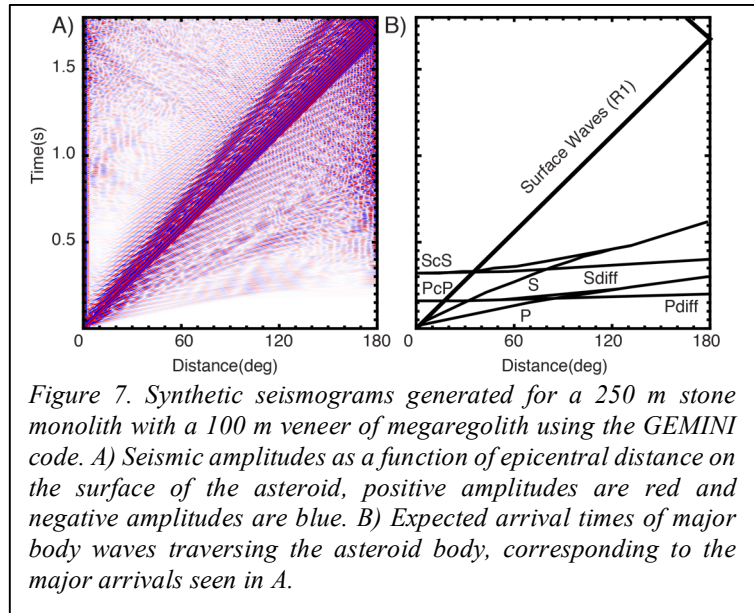 A)
B)
1.5
1.0
0.5
Time(s)
0
60
120
180
Distance(deg)
Surface Waves (R1)
ScS
PcP
S
Sdiff
P
Pdiff
0
60
120
180
Distance(deg)
Figure 7. Synthetic seismograms generated for a 250 m stone
monolith with a 100 m veneer of megaregolith using the GEMINI
code. A) Seismic amplitudes as a function of epicentral distance on
the surface of the asteroid, positive amplitudes are red and
negative amplitudes are blue. B) Expected arrival times of major
body waves traversing the asteroid body, corresponding to the
major arrivals seen in A.